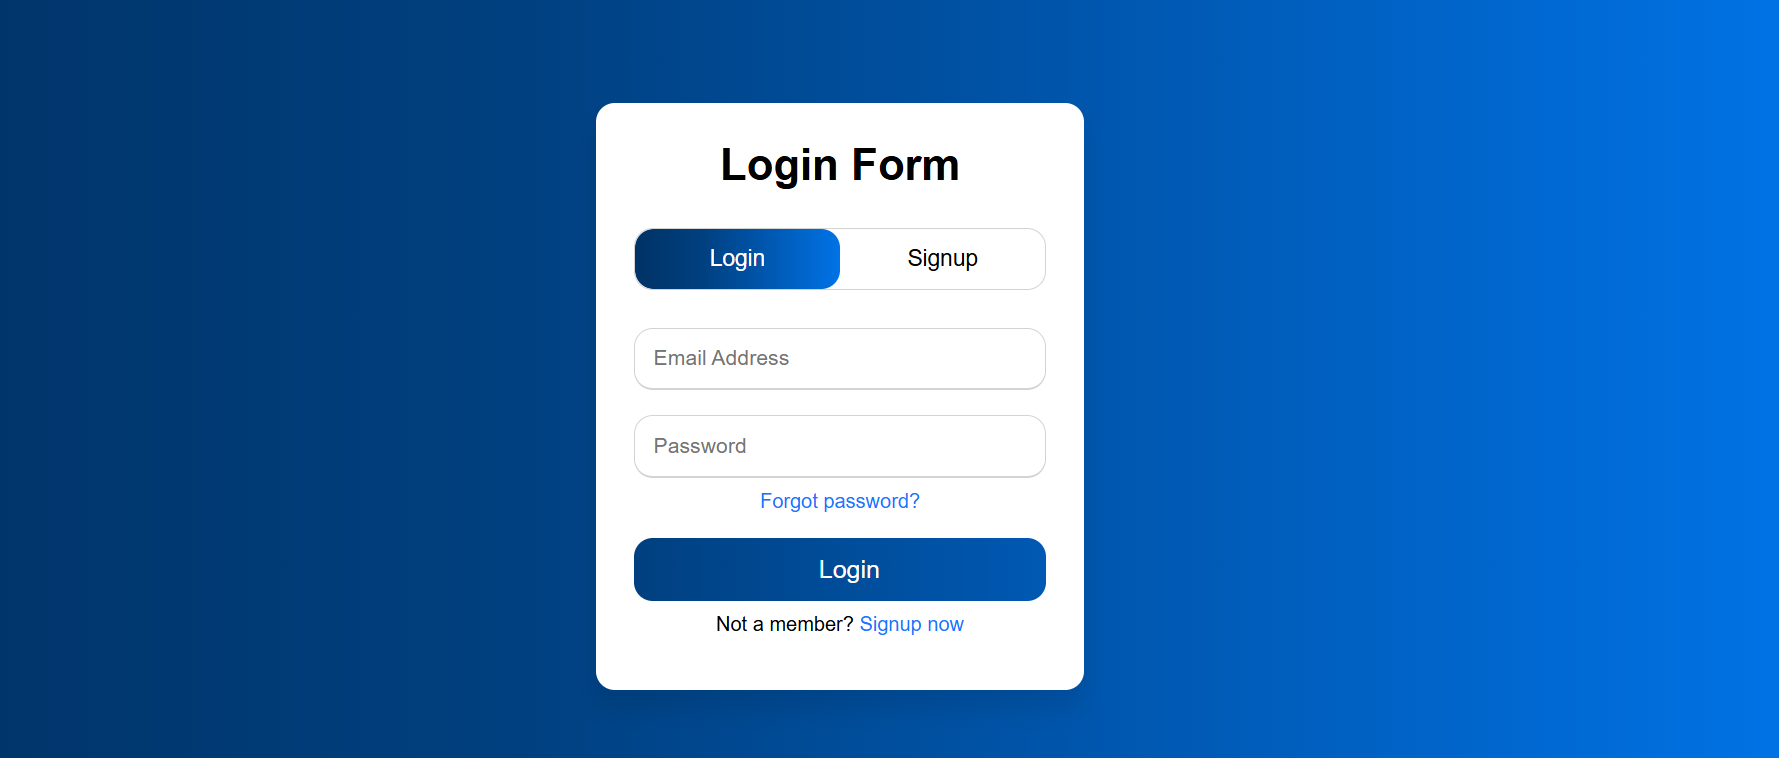 Login Form
Login Signup
Email Address
Password
Forgot password?
Login
Not a member? Signup now